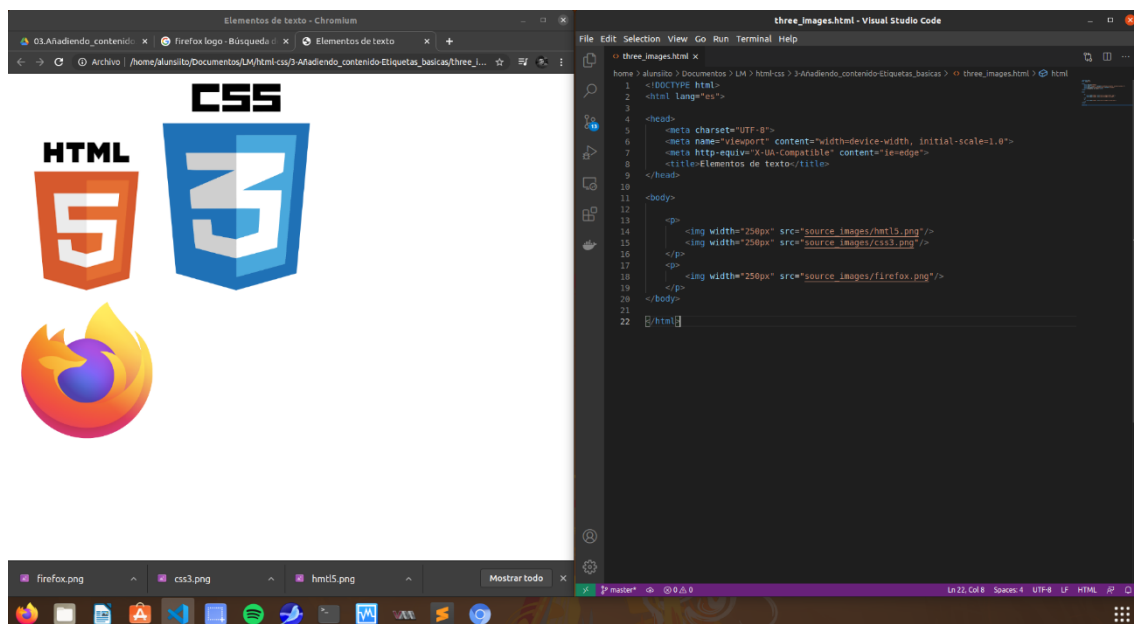 Elementos de texto - Chromium
03.Añadiendo_contenido
firefox logo - Búsqueda d
Elementos de texto
Archivo | /home/alunsiito/Documentos/LM/html-css/3-Añadiendo_contenido-Etiquetas_basicas/three_i...
CSS
3
HTML
5
firefox.png
css3.png
hmtl5.png
Mostrar todo
three_images.html - Visual Studio Code
File Edit Selection View Go Run Terminal Help
three_images.html
home > alunsiito > Documentos > LM > html-css > 3-Añadiendo_contenido-Etiquetas_basicas > three_images.html > html
1 <!DOCTYPE html>
2 <html lang="es">
3
4 <head>
5 <meta charset="UTF-8">
6 <meta name="viewport" content="width=device-width, initial-scale=1.0">
7 <meta http-equiv="X-UA-Compatible" content="ie=edge">
8 <title>Elementos de texto</title>
9 </head>
10
11 <body>
12
13 <p>
14 <img width="250px" src="source_images/hmtl5.png"/>
15 <img width="250px" src="source_images/css3.png"/>
16 </p>
17 <p>
18 <img width="250px" src="source_images/firefox.png"/>
19 </p>
20 </body>
21
22 </html>
master* 0 0
Ln 22, Col 8 Spaces: 4 UTF-8 LF HTML